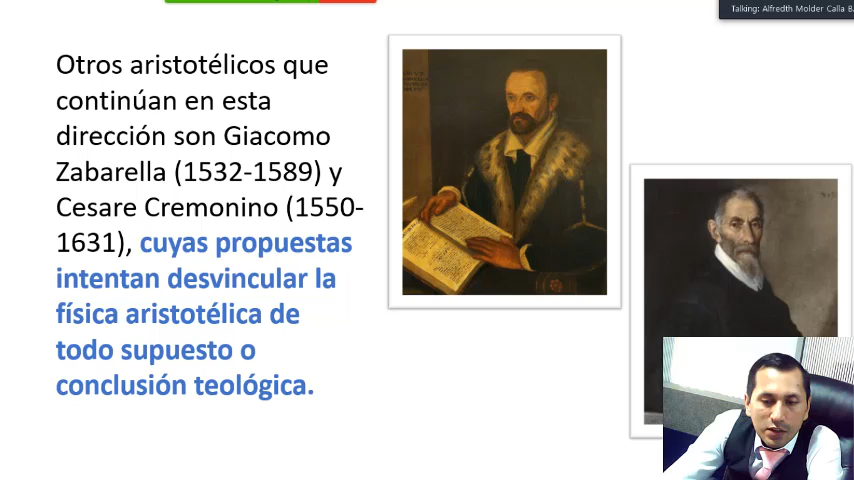 Talking: Alfredth Molder Calla B.
Otros aristotélicos que
continúan en esta
dirección son Giacomo
Zabarella (1532-1589) y
Cesare Cremonino (1550-
1631), cuyas propuestas
intentan desvincular la
física aristotélica de
todo supuesto o
conclusión teológica.